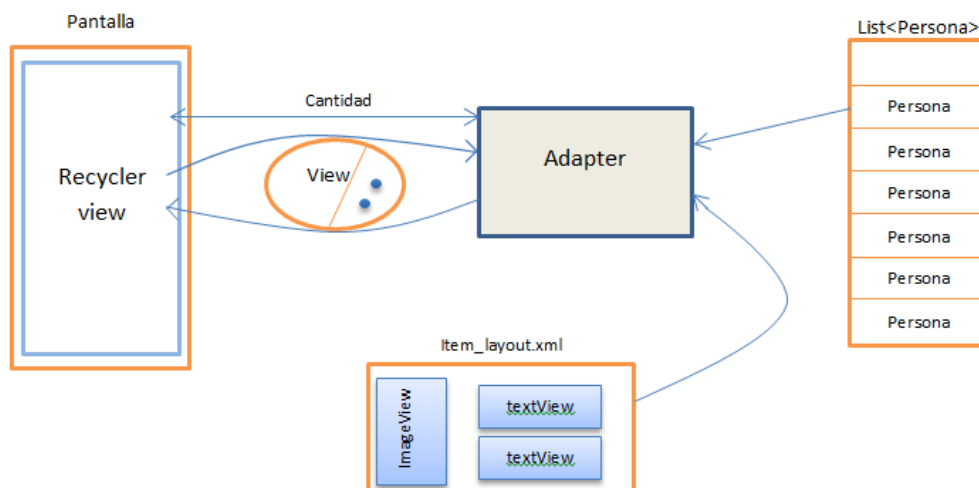 Pantalla
List<Persona>
Cantidad
Recycler
view
View
Adapter
Persona
Persona
Persona
Persona
Persona
Persona
Item_layout.xml
ImageView
textView
textView